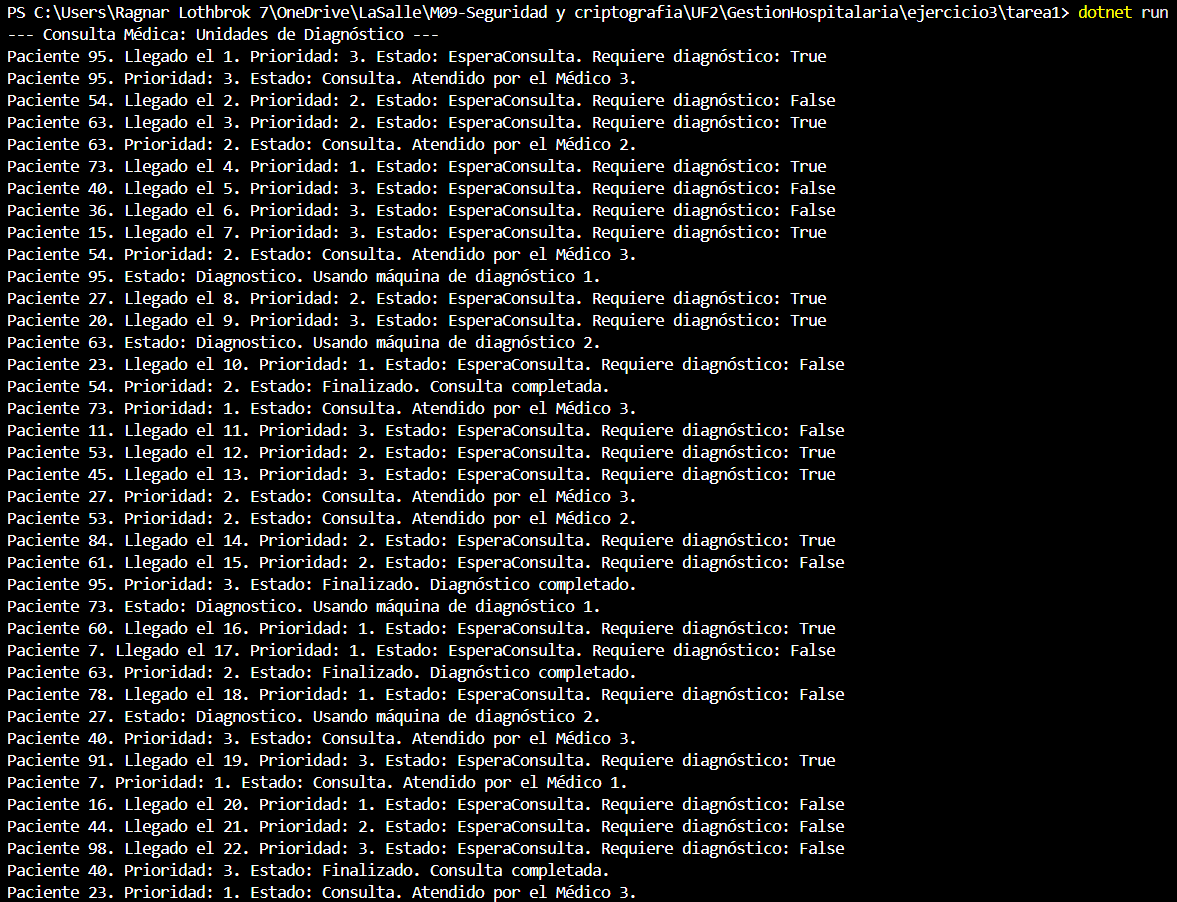 PS C:\Users\Ragnar Lothbrok 7\OneDrive\LaSalle\M09-Seguridad y criptografia\UF2\GestionHospitalaria\ejercicio3\tarea1> dotnet run
--- Consulta Médica: Unidades de Diagnóstico ---
Paciente 95. Llegado el 1. Prioridad: 3. Estado: EsperaConsulta. Requiere diagnóstico: True
Paciente 95. Prioridad: 3. Estado: Consulta. Atendido por el Médico 3.
Paciente 54. Llegado el 2. Prioridad: 2. Estado: EsperaConsulta. Requiere diagnóstico: False
Paciente 63. Llegado el 3. Prioridad: 2. Estado: EsperaConsulta. Requiere diagnóstico: True
Paciente 63. Prioridad: 2. Estado: Consulta. Atendido por el Médico 2.
Paciente 73. Llegado el 4. Prioridad: 1. Estado: EsperaConsulta. Requiere diagnóstico: True
Paciente 40. Llegado el 5. Prioridad: 3. Estado: EsperaConsulta. Requiere diagnóstico: False
Paciente 36. Llegado el 6. Prioridad: 3. Estado: EsperaConsulta. Requiere diagnóstico: False
Paciente 15. Llegado el 7. Prioridad: 3. Estado: EsperaConsulta. Requiere diagnóstico: True
Paciente 54. Prioridad: 2. Estado: Consulta. Atendido por el Médico 3.
Paciente 95. Estado: Diagnostico. Usando máquina de diagnóstico 1.
Paciente 27. Llegado el 8. Prioridad: 2. Estado: EsperaConsulta. Requiere diagnóstico: True
Paciente 20. Llegado el 9. Prioridad: 3. Estado: EsperaConsulta. Requiere diagnóstico: True
Paciente 63. Estado: Diagnostico. Usando máquina de diagnóstico 2.
Paciente 23. Llegado el 10. Prioridad: 1. Estado: EsperaConsulta. Requiere diagnóstico: False
Paciente 54. Prioridad: 2. Estado: Finalizado. Consulta completada.
Paciente 73. Prioridad: 1. Estado: Consulta. Atendido por el Médico 3.
Paciente 11. Llegado el 11. Prioridad: 3. Estado: EsperaConsulta. Requiere diagnóstico: False
Paciente 53. Llegado el 12. Prioridad: 2. Estado: EsperaConsulta. Requiere diagnóstico: True
Paciente 45. Llegado el 13. Prioridad: 3. Estado: EsperaConsulta. Requiere diagnóstico: True
Paciente 27. Prioridad: 2. Estado: Consulta. Atendido por el Médico 3.
Paciente 53. Prioridad: 2. Estado: Consulta. Atendido por el Médico 2.
Paciente 84. Llegado el 14. Prioridad: 2. Estado: EsperaConsulta. Requiere diagnóstico: True
Paciente 61. Llegado el 15. Prioridad: 2. Estado: EsperaConsulta. Requiere diagnóstico: False
Paciente 95. Prioridad: 3. Estado: Finalizado. Diagnóstico completado.
Paciente 73. Estado: Diagnostico. Usando máquina de diagnóstico 1.
Paciente 60. Llegado el 16. Prioridad: 1. Estado: EsperaConsulta. Requiere diagnóstico: True
Paciente 7. Llegado el 17. Prioridad: 1. Estado: EsperaConsulta. Requiere diagnóstico: False
Paciente 63. Prioridad: 2. Estado: Finalizado. Diagnóstico completado.
Paciente 78. Llegado el 18. Prioridad: 1. Estado: EsperaConsulta. Requiere diagnóstico: False
Paciente 27. Estado: Diagnostico. Usando máquina de diagnóstico 2.
Paciente 40. Prioridad: 3. Estado: Consulta. Atendido por el Médico 3.
Paciente 91. Llegado el 19. Prioridad: 3. Estado: EsperaConsulta. Requiere diagnóstico: True
Paciente 7. Prioridad: 1. Estado: Consulta. Atendido por el Médico 1.
Paciente 16. Llegado el 20. Prioridad: 1. Estado: EsperaConsulta. Requiere diagnóstico: False
Paciente 44. Llegado el 21. Prioridad: 2. Estado: EsperaConsulta. Requiere diagnóstico: False
Paciente 98. Llegado el 22. Prioridad: 3. Estado: EsperaConsulta. Requiere diagnóstico: False
Paciente 40. Prioridad: 3. Estado: Finalizado. Consulta completada.
Paciente 23. Prioridad: 1. Estado: Consulta. Atendido por el Médico 3.